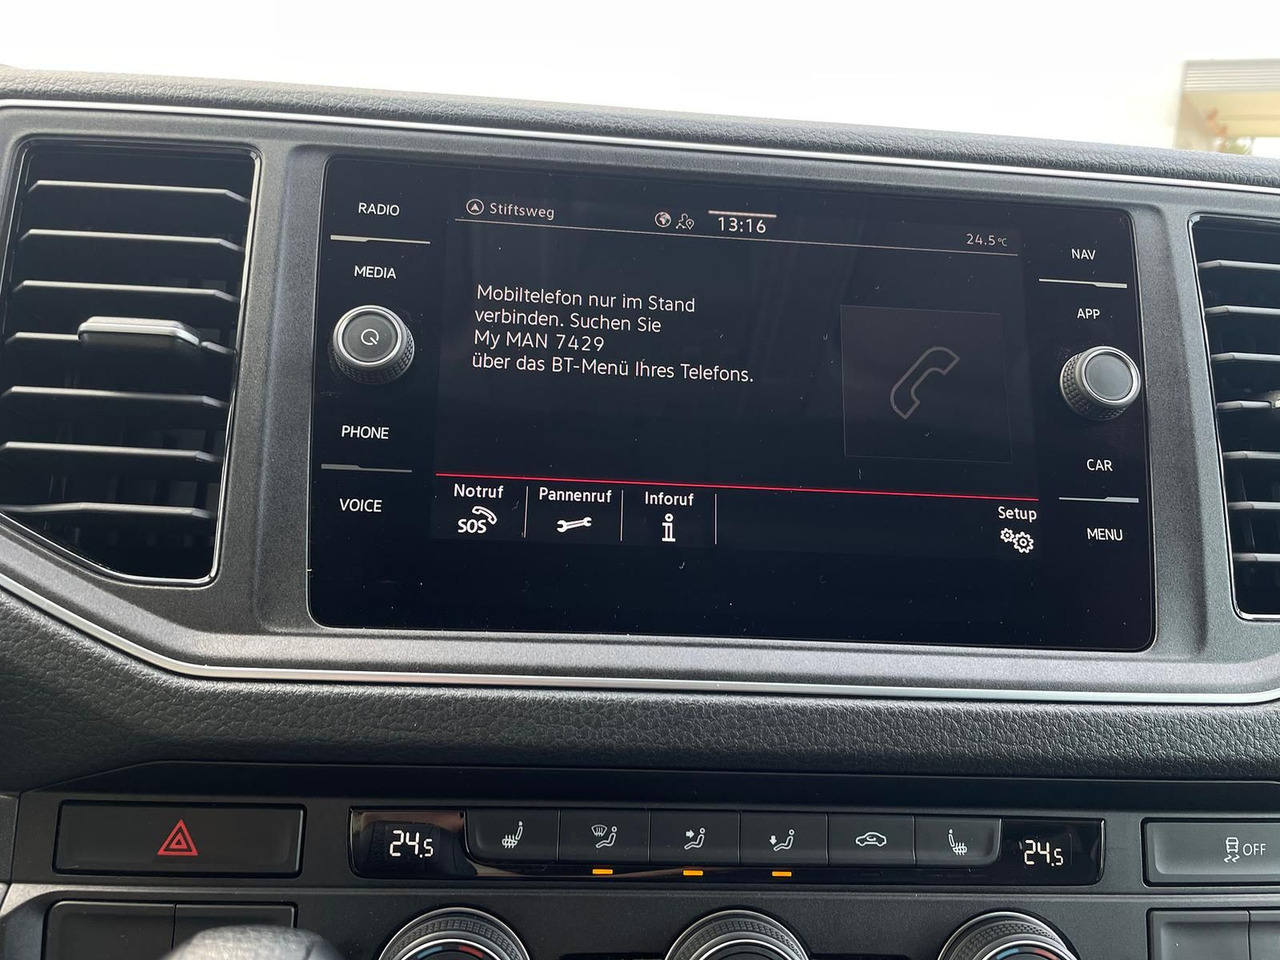 RADIO
MEDIA
PHONE
VOICE
Stiftsweg
13:16
24.5°C
Mobiltelefon nur im Stand
verbinden. Suchen Sie
My MAN 7429
über das BT-Menü Ihres Telefons.
Notruf
SOS
Pannenruf
Inforuf
Setup
NAV
APP
CAR
MENU
24.5
24.5
OFF